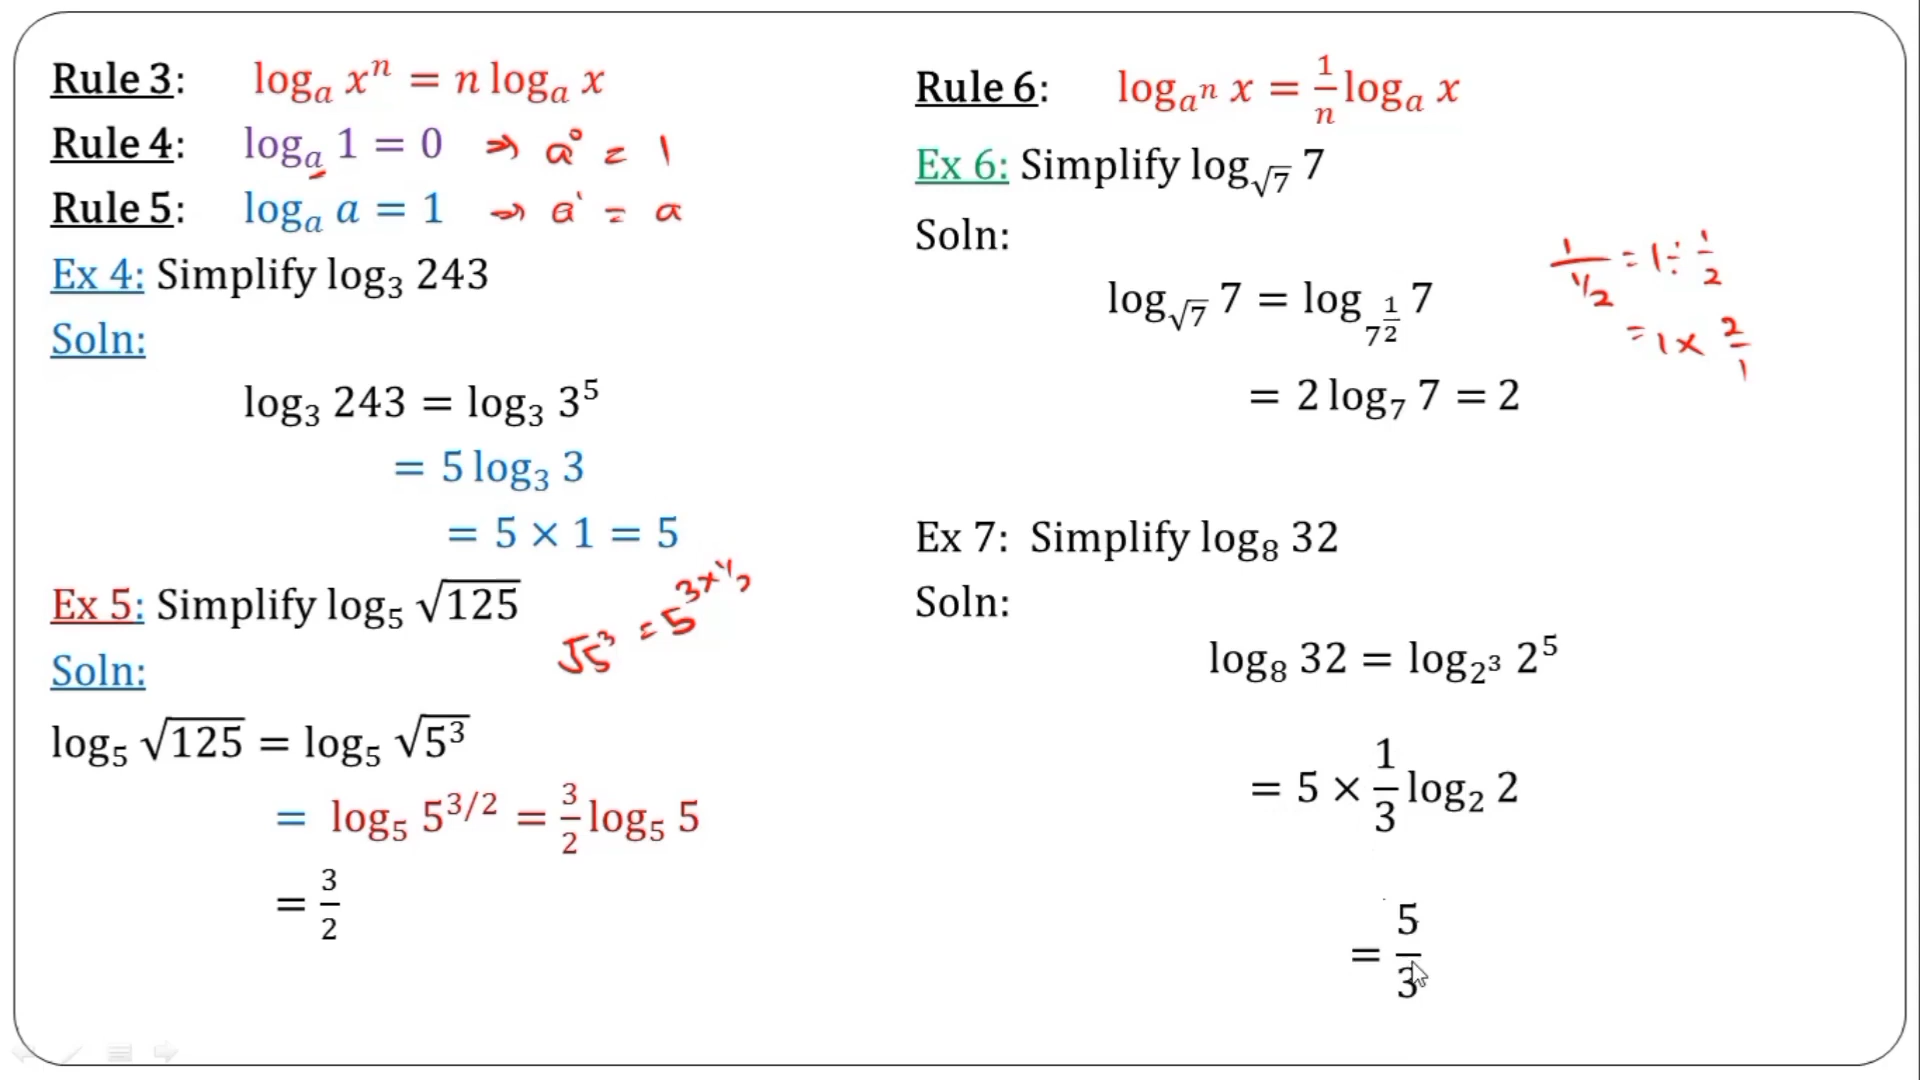 Rule 3: logₐ xⁿ = n logₐ x
Rule 4: logₐ 1 = 0 ⇒ a⁰ = 1
Rule 5: logₐ a = 1 ⇒ a¹ = a
Ex 4: Simplify log₃ 243
Soln:
log₃ 243 = log₃ 3⁵
= 5 log₃ 3
= 5 × 1 = 5
Ex 5: Simplify log₅ √125
√5³ = 5^(3×1/2)
Soln:
log₅ √125 = log₅ √5³
= log₅ 5^(3/2) = 3/2 log₅ 5
= 3/2
Rule 6: log_(aⁿ) x = 1/n logₐ x
Ex 6: Simplify log_(√7) 7
Soln:
1/(1/2) = 1 ÷ 1/2
= 1 × 2/1
log_(√7) 7 = log_(7^(1/2)) 7
= 2 log₇ 7 = 2
Ex 7: Simplify log₈ 32
Soln:
log₈ 32 = log_(2³) 2⁵
= 5 × 1/3 log₂ 2
= 5/3